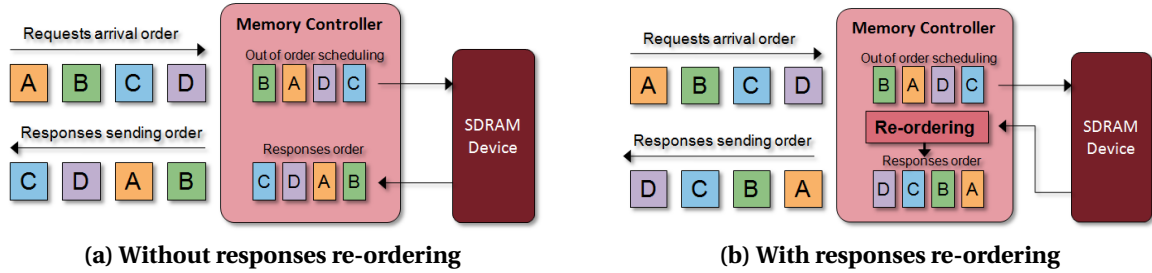 Requests arrival order
A B C D
Responses sending order
C D A B
Memory Controller
Out of order scheduling
B A D C
Responses order
C D A B
SDRAM
Device
(a) Without responses re-ordering
Requests arrival order
A B C D
Responses sending order
D C B A
Memory Controller
Out of order scheduling
B A D C
Re-ordering
Responses order
D C B A
SDRAM
Device
(b) With responses re-ordering